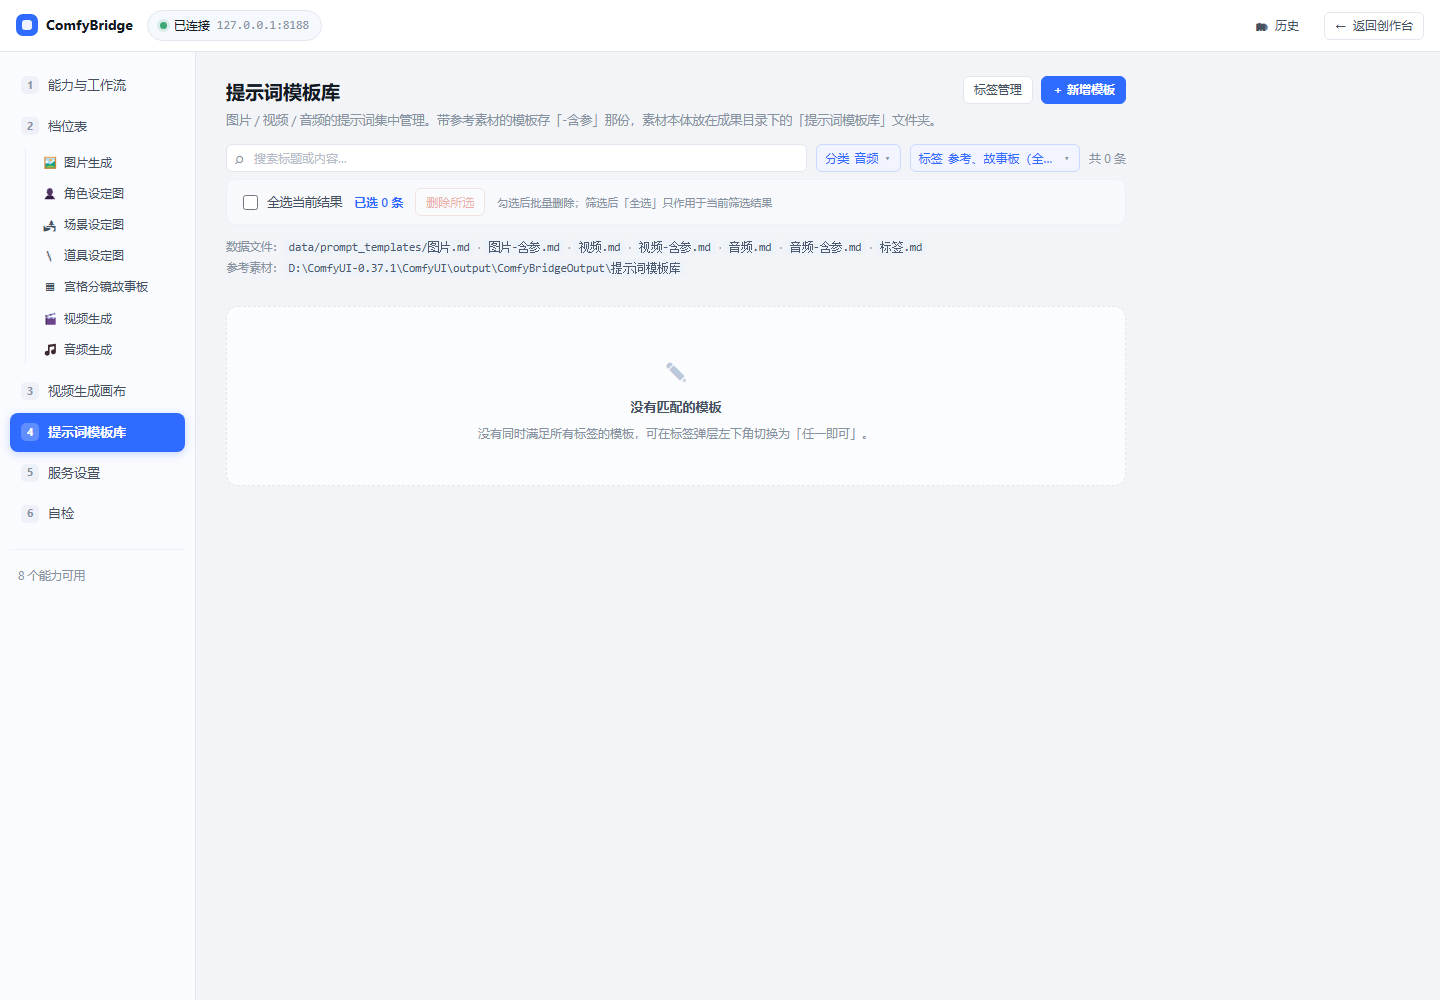 ComfyBridge
已连接 127.0.0.1:8188
历史
← 返回创作台
1 能力与工作流
2 档位表
图片生成
角色设定图
场景设定图
道具设定图
宫格分镜故事板
视频生成
音频生成
3 视频生成画布
4 提示词模板库
5 服务设置
6 自检
8 个能力可用
提示词模板库
标签管理
+ 新增模板
图片 / 视频 / 音频的提示词集中管理。带参考素材的模板存「-含参」那份，素材本体放在成果目录下的「提示词模板库」文件夹。
搜索标题或内容...
分类 音频
标签 参考、故事板（全...
共 0 条
全选当前结果
已选 0 条
删除所选
勾选后批量删除；筛选后「全选」只作用于当前筛选结果
数据文件: data/prompt_templates/图片.md · 图片-含参.md · 视频.md · 视频-含参.md · 音频.md · 音频-含参.md · 标签.md
参考素材: D:\ComfyUI-0.37.1\ComfyUI\output\ComfyBridgeOutput\提示词模板库
没有匹配的模板
没有同时满足所有标签的模板，可在标签弹层左下角切换为「任一即可」。